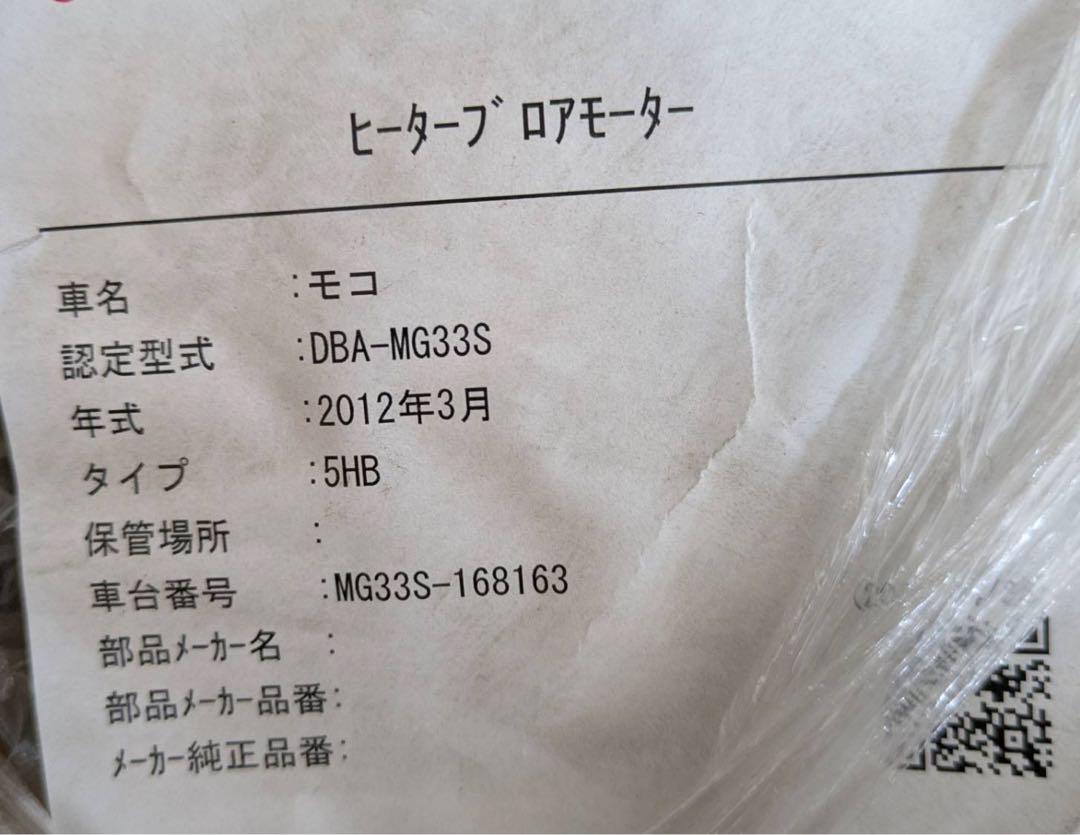 ヒーターブロアモーター
車名 :モコ
認定型式 :DBA-MG33S
年式 :2012年3月
タイプ :5HB
保管場所 :
車台番号 :MG33S-168163
部品ﾒｰｶｰ名 :
部品ﾒｰｶｰ品番:
ﾒｰｶｰ純正品番: